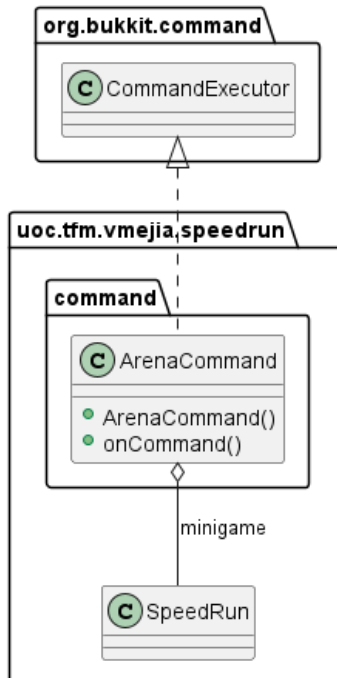 org.bukkit.command
C CommandExecutor
uoc.tfm.vmejia.speedrun
command
C ArenaCommand
ArenaCommand()
onCommand()
minigame
C SpeedRun